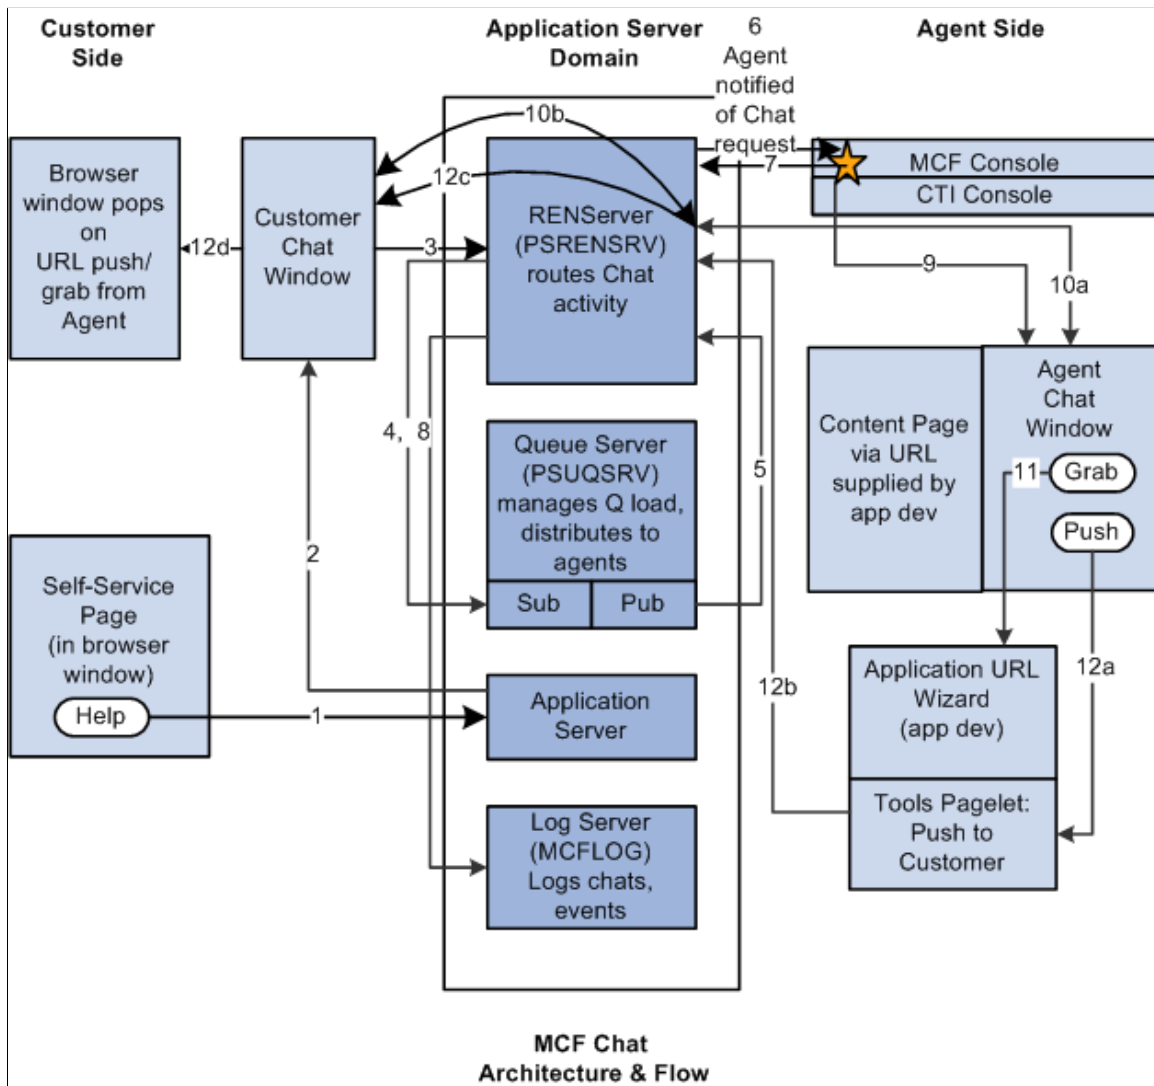 Customer
Side
Application Server
Domain
6
Agent
notified
of Chat
request
Agent Side
10b
7
12c
MCF Console
CTI Console
Browser
window pops
on
URL push/
grab from
Agent
12d
Customer
Chat
Window
3
RENServer
(PSRENSRV)
routes Chat
activity
9
10a
4, 8
Queue Server
(PSUQSRV)
manages Q load,
distributes to
agents
Sub
Pub
5
Content Page
via URL
supplied by
app dev
Agent
Chat
Window
11
Grab
Push
2
Self-Service
Page
(in browser
window)
Help
1
Application
Server
12b
12a
Application URL
Wizard
(app dev)
Tools Pagelet:
Push to
Customer
Log Server
(MCFLOG)
Logs chats,
events
MCF Chat
Architecture & Flow